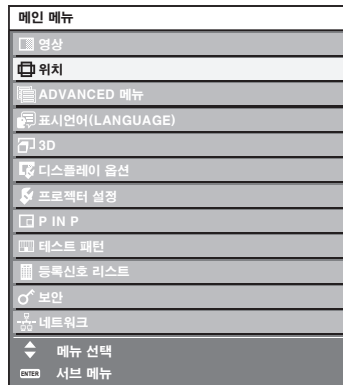 메인 메뉴
영상
위치
ADVANCED 메뉴
표시언어(LANGUAGE)
3D
디스플레이 옵션
프로젝터 설정
P IN P
테스트 패턴
등록신호 리스트
보안
네트워크
메뉴 선택
ENTER 서브 메뉴